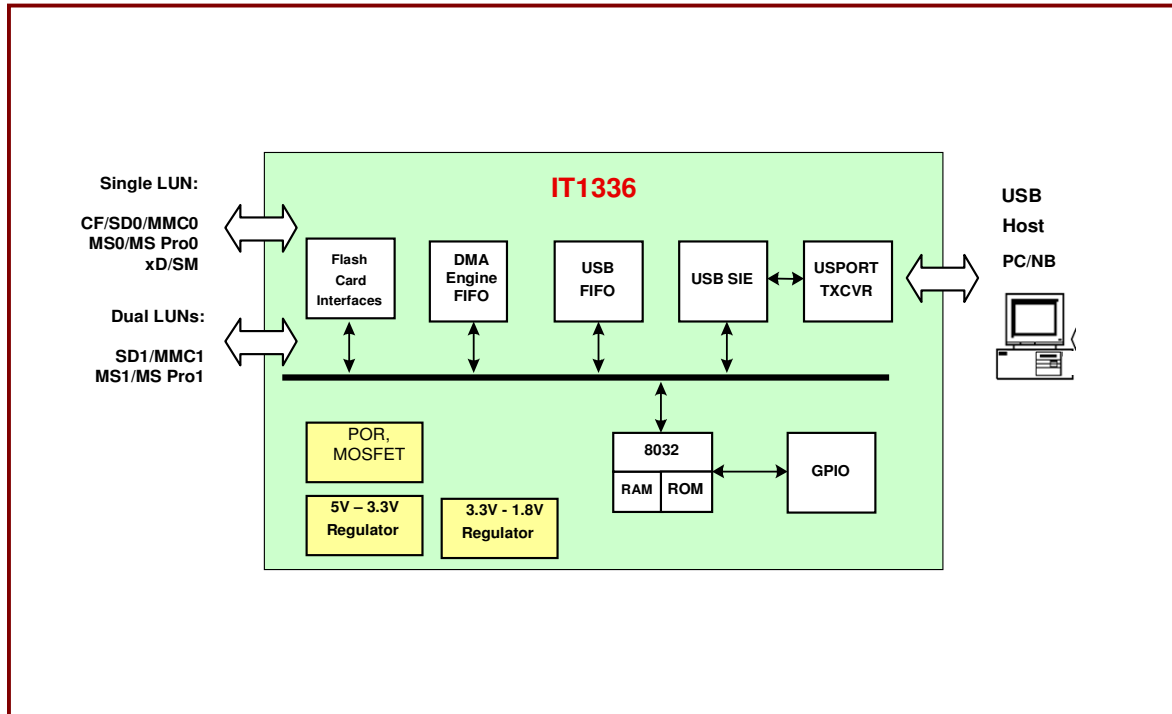 IT1336
Single LUN:
CF/SD0/MMC0
MS0/MS Pro0
xD/SM
Dual LUNs:
SD1/MMC1
MS1/MS Pro1
Flash
Card
Interfaces
DMA
Engine
FIFO
USB
FIFO
USB SIE
USPORT
TXCVR
USB
Host
PC/NB
POR,
MOSFET
5V – 3.3V
Regulator
3.3V - 1.8V
Regulator
8032
RAM
ROM
GPIO